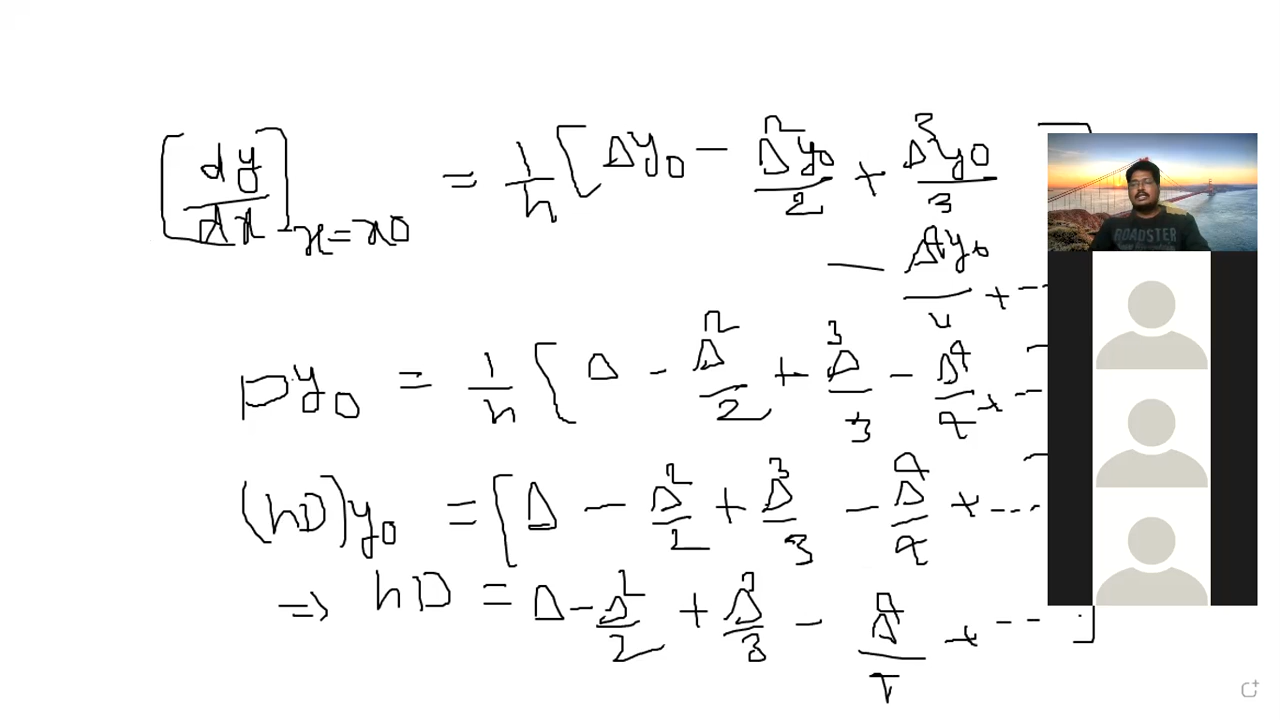 [dy/dx]x=x0 = 1/h [Δy0 − Δ²y0/2 + Δ³y0/3
− Δ⁴y0/4 + --
Dy0 = 1/h [Δ − Δ²/2 + Δ³/3 − Δ⁴/4 + --
(hD)y0 = [Δ − Δ²/2 + Δ³/3 − Δ⁴/4 + ---
⇒ hD = Δ − Δ²/2 + Δ³/3 − Δ⁴/4 + --- ]
ROADSTER